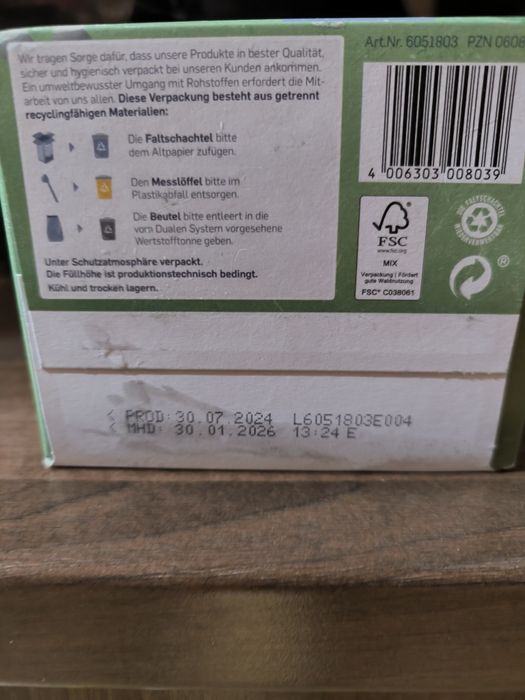 Wir tragen Sorge dafür, dass unsere Produkte in bester Qualität,
sicher und hygienisch verpackt bei unseren Kunden ankommen.
Ein umweltbewusster Umgang mit Rohstoffen erfordert die Mit-
arbeit von uns allen. Diese Verpackung besteht aus getrennt
recyclingfähigen Materialien:
Die Faltschachtel bitte
dem Altpapier zufügen.
Den Messlöffel bitte im
Plastikabfall entsorgen.
Die Beutel bitte entleert in die
vom Dualen System vorgesehene
Wertstofftonne geben.
Unter Schutzatmosphäre verpackt.
Die Füllhöhe ist produktionstechnisch bedingt.
Kühl und trocken lagern.
Art.Nr. 6051803 PZN 0608
4 006303 008039
FSC
www.fsc.org
MIX
Verpackung | Fördert
gute Waldnutzung
FSC® C038061
®
< PROD: 30.07.2024 L6051803E004
< MHD: 30.01.2026 13:24 E